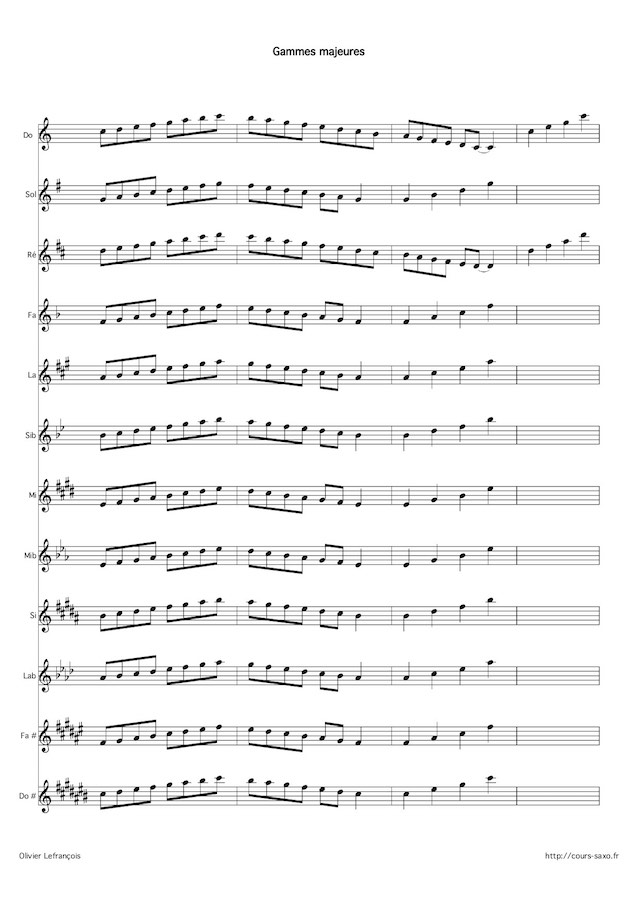 Gammes majeures
Do
Sol
Ré
Fa
La
Sib
Mi
Mib
Si
Lab
Fa #
Do #
Olivier Lefrançois http://cours-saxo.fr